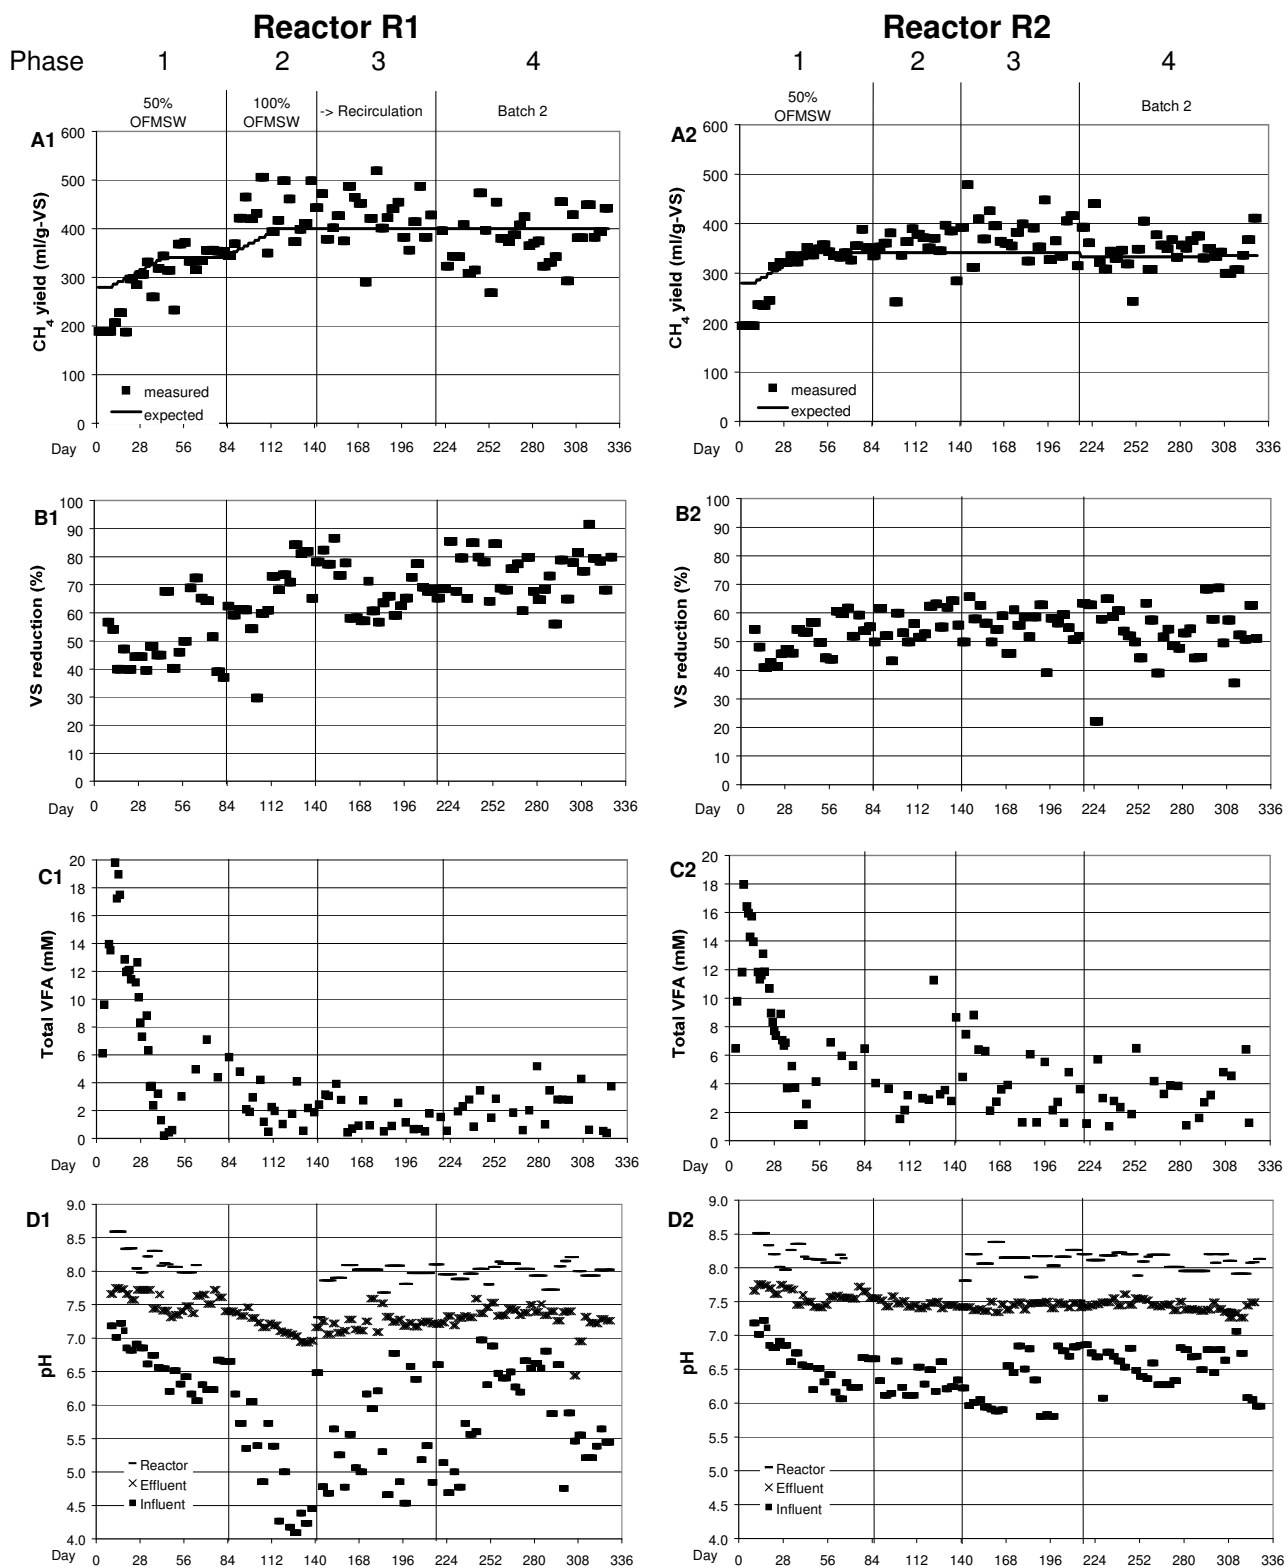 Reactor R1 Reactor R2
Phase 1 2 3 4 1 2 3 4
50% OFMSW 100% OFMSW -> Recirculation Batch 2 50% OFMSW Batch 2
A1
CH4 yield (ml/g-VS)
600
500
400
300
200
100
0
measured
expected
Day 0 28 56 84 112 140 168 196 224 252 280 308 336
A2
CH4 yield (ml/g-VS)
600
500
400
300
200
100
0
measured
expected
Day 0 28 56 84 112 140 168 196 224 252 280 308 336
B1
VS reduction (%)
100
90
80
70
60
50
40
30
20
10
0
Day 0 28 56 84 112 140 168 196 224 252 280 308 336
B2
VS reduction (%)
100
90
80
70
60
50
40
30
20
10
0
Day 0 28 56 84 112 140 168 196 224 252 280 308 336
C1
Total VFA (mM)
20
18
16
14
12
10
8
6
4
2
0
Day 0 28 56 84 112 140 168 196 224 252 280 308 336
C2
Total VFA (mM)
20
18
16
14
12
10
8
6
4
2
0
Day 0 28 56 84 112 140 168 196 224 252 280 308 336
D1
pH
9.0
8.5
8.0
7.5
7.0
6.5
6.0
5.5
5.0
4.5
4.0
Reactor
Effluent
Influent
Day 0 28 56 84 112 140 168 196 224 252 280 308 336
D2
pH
9.0
8.5
8.0
7.5
7.0
6.5
6.0
5.5
5.0
4.5
4.0
Reactor
Effluent
Influent
Day 0 28 56 84 112 140 168 196 224 252 280 308 336